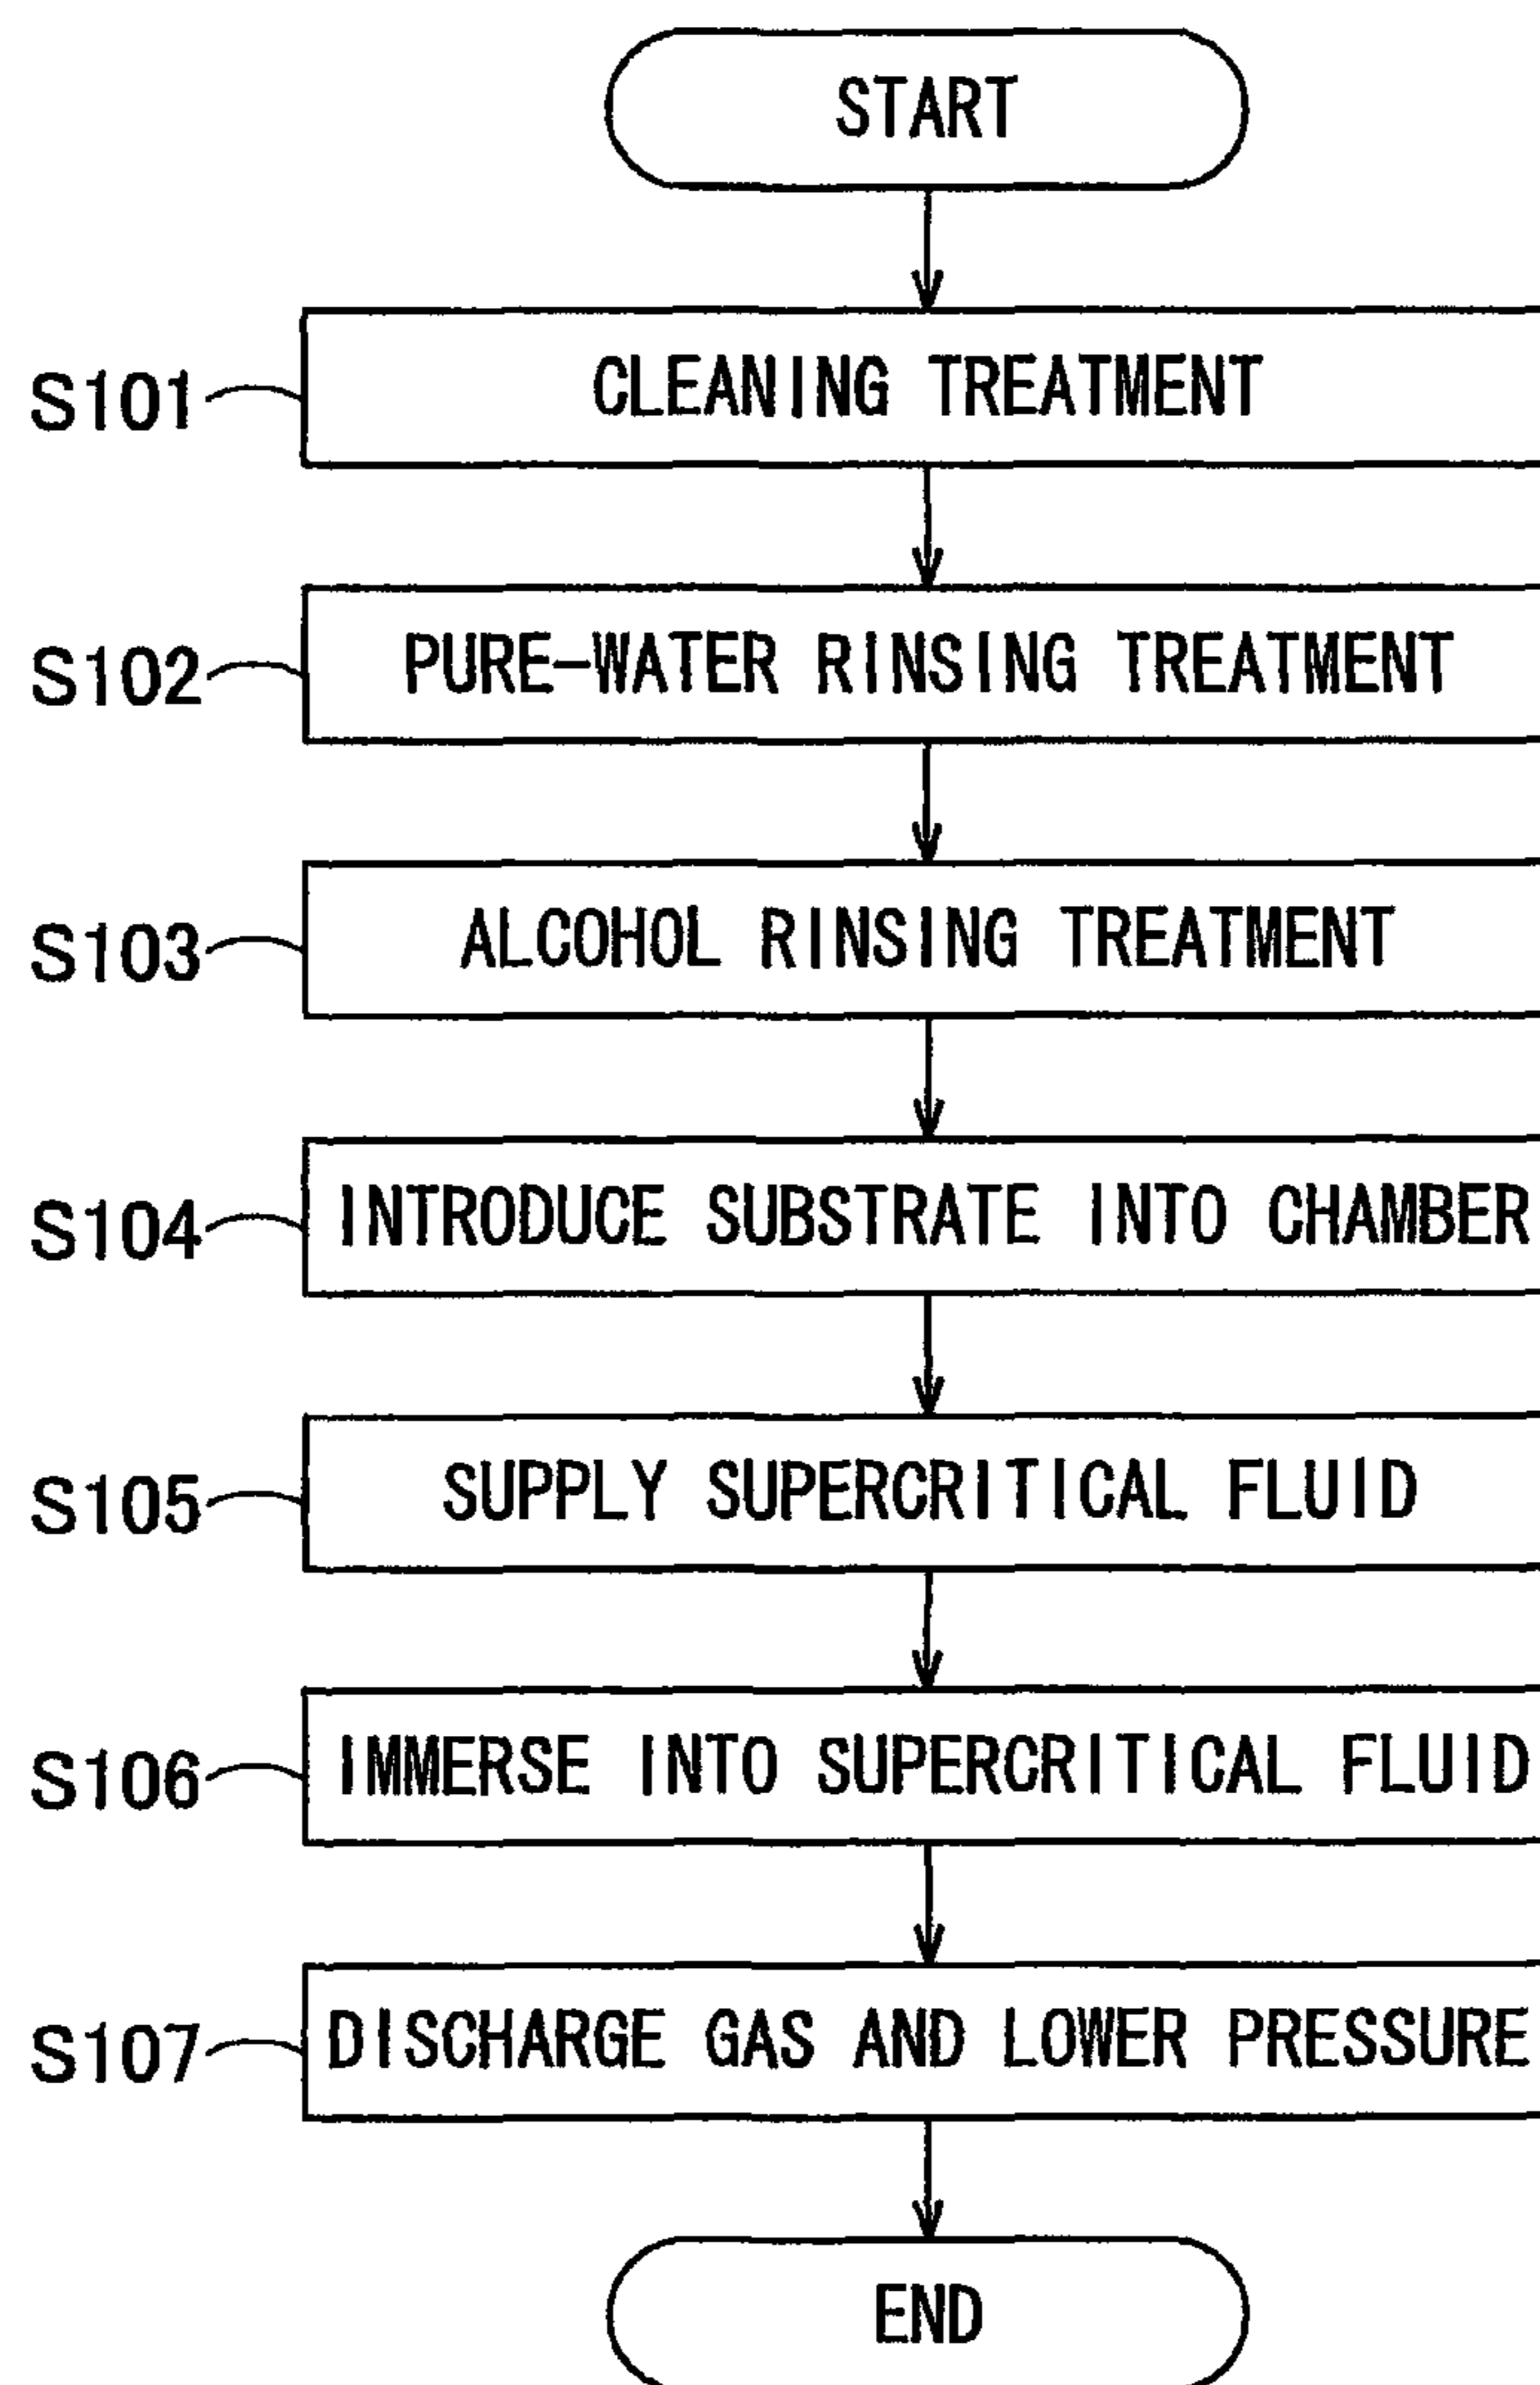 START
S101 CLEANING TREATMENT
S102 PURE-WATER RINSING TREATMENT
S103 ALCOHOL RINSING TREATMENT
S104 INTRODUCE SUBSTRATE INTO CHAMBER
S105 SUPPLY SUPERCRITICAL FLUID
S106 IMMERSE INTO SUPERCRITICAL FLUID
S107 DISCHARGE GAS AND LOWER PRESSURE
END